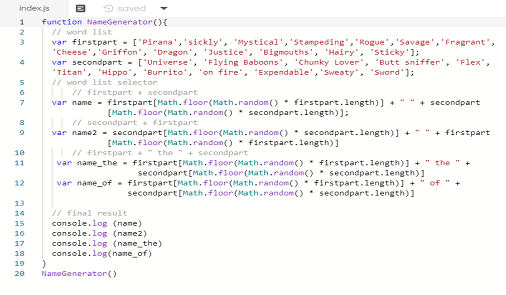 index.js saved
1 function NameGenerator(){
2 // word list
3 var firstpart = ['Pirana','sickly', 'Mystical','Stampeding','Rogue','Savage','Fragrant',
'Cheese','Griffon', 'Dragon', 'Justice', 'Bigmouths', 'Hairy', 'Sticky'];
4 var secondpart = ['Universe', 'Flying Baboons', 'Chunky Lover', 'Butt sniffer', 'Flex',
'Titan', 'Hippo', 'Burrito', 'on fire', 'Expendable','Sweaty', 'Sword'];
5 // word list selector
6 // firstpart + secondpart
7 var name = firstpart[Math.floor(Math.random() * firstpart.length)] + " " + secondpart
[Math.floor(Math.random() * secondpart.length)];
8 // secondpart + firstpart
9 var name2 = secondpart[Math.floor(Math.random() * secondpart.length)] + " " + firstpart
[Math.floor(Math.random() * firstpart.length)]
10 // firstpart + " the " + secondpart
11 var name_the = firstpart[Math.floor(Math.random() * firstpart.length)] + " the " +
secondpart[Math.floor(Math.random() * secondpart.length)]
12 var name_of = firstpart[Math.floor(Math.random() * firstpart.length)] + " of " +
secondpart[Math.floor(Math.random() * secondpart.length)]
13
14 // final result
15 console.log (name)
16 console.log (name2)
17 console.log (name_the)
18 console.log(name_of)
19 }
20 NameGenerator()